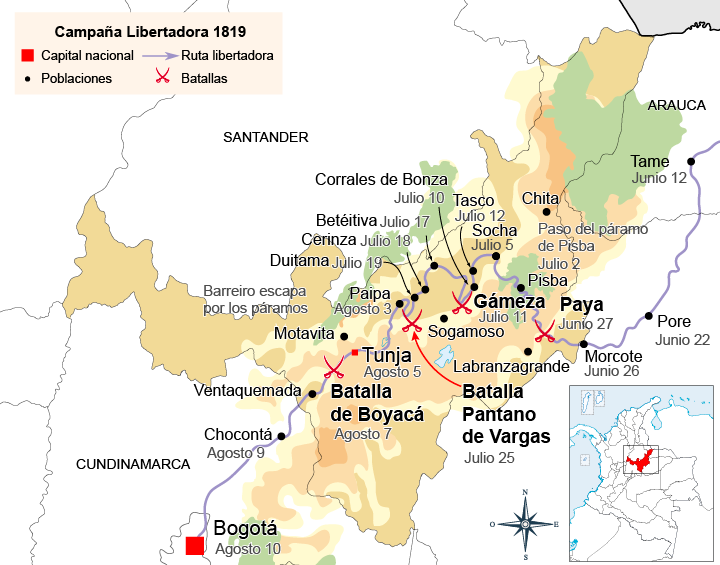 Campaña Libertadora 1819
Capital nacional
Ruta libertadora
Poblaciones
Batallas
ARAUCA
SANTANDER
Tame
Junio 12
Corrales de Bonza
Julio 10
Tasco
Julio 12
Chita
Betéitiva Julio 17
Socha
Julio 5
Paso del páramo
de Pisba
Julio 2
Cerinza Julio 18
Duitama Julio 19
Pisba
Barreiro escapa
por los páramos
Paipa
Agosto 3
Gámeza
Julio 11
Paya
Junio 27
Pore
Junio 22
Motavita
Sogamoso
Tunja
Agosto 5
Labranzagrande
Morcote
Junio 26
Ventaquemada
Batalla
de Boyacá
Agosto 7
Batalla
Pantano
de Vargas
Julio 25
Chocontá
Agosto 9
CUNDINAMARCA
Bogotá
Agosto 10
N
O
E
S